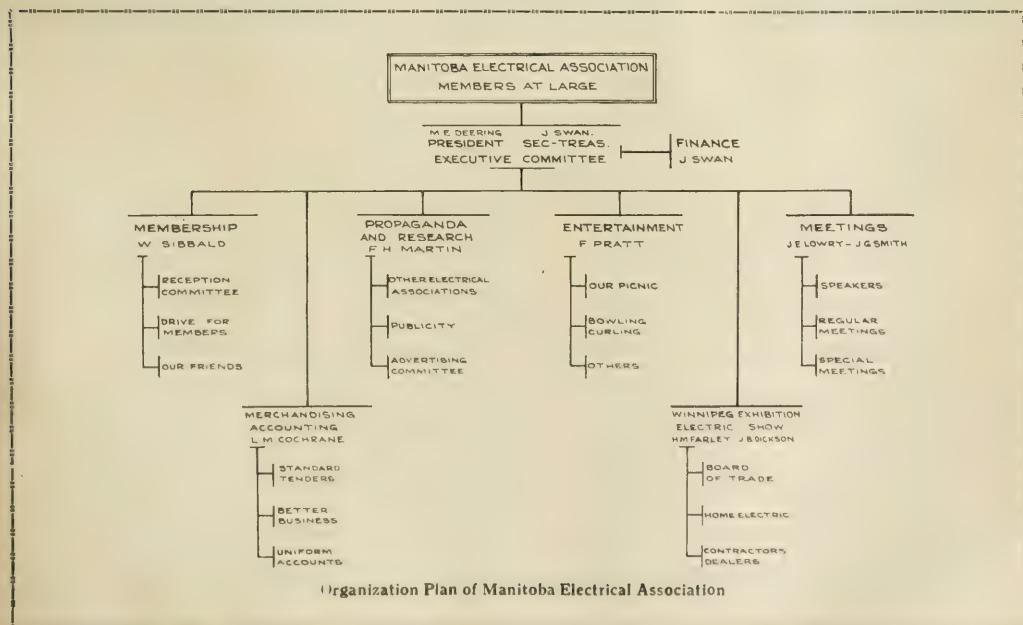 MANITOBA ELECTRICAL ASSOCIATION
MEMBERS AT LARGE
M E DEERING J SWAN.
PRESIDENT SEC-TREAS.
EXECUTIVE COMMITTEE
FINANCE
J SWAN
MEMBERSHIP
W SIBBALD
RECEPTION
COMMITTEE
DRIVE FOR
MEMBERS
OUR FRIENDS
PROPAGANDA
AND RESEARCH
F H MARTIN
OTHER ELECTRICAL
ASSOCIATIONS
PUBLICITY
ADVERTISING
COMMITTEE
ENTERTAINMENT
F PRATT
OUR PICNIC
BOWLING
CURLING
OTHERS
MEETINGS
J E LOWRY - J G SMITH
SPEAKERS
REGULAR
MEETINGS
SPECIAL
MEETINGS
MERCHANDISING
ACCOUNTING
L M COCHRANE
STANDARD
TENDERS
BETTER
BUSINESS
UNIFORM
ACCOUNTS
WINNIPEG EXHIBITION
ELECTRIC SHOW
H M FARLEY J B DICKSON
BOARD
OF TRADE
HOME ELECTRIC
CONTRACTORS
DEALERS
Organization Plan of Manitoba Electrical Association